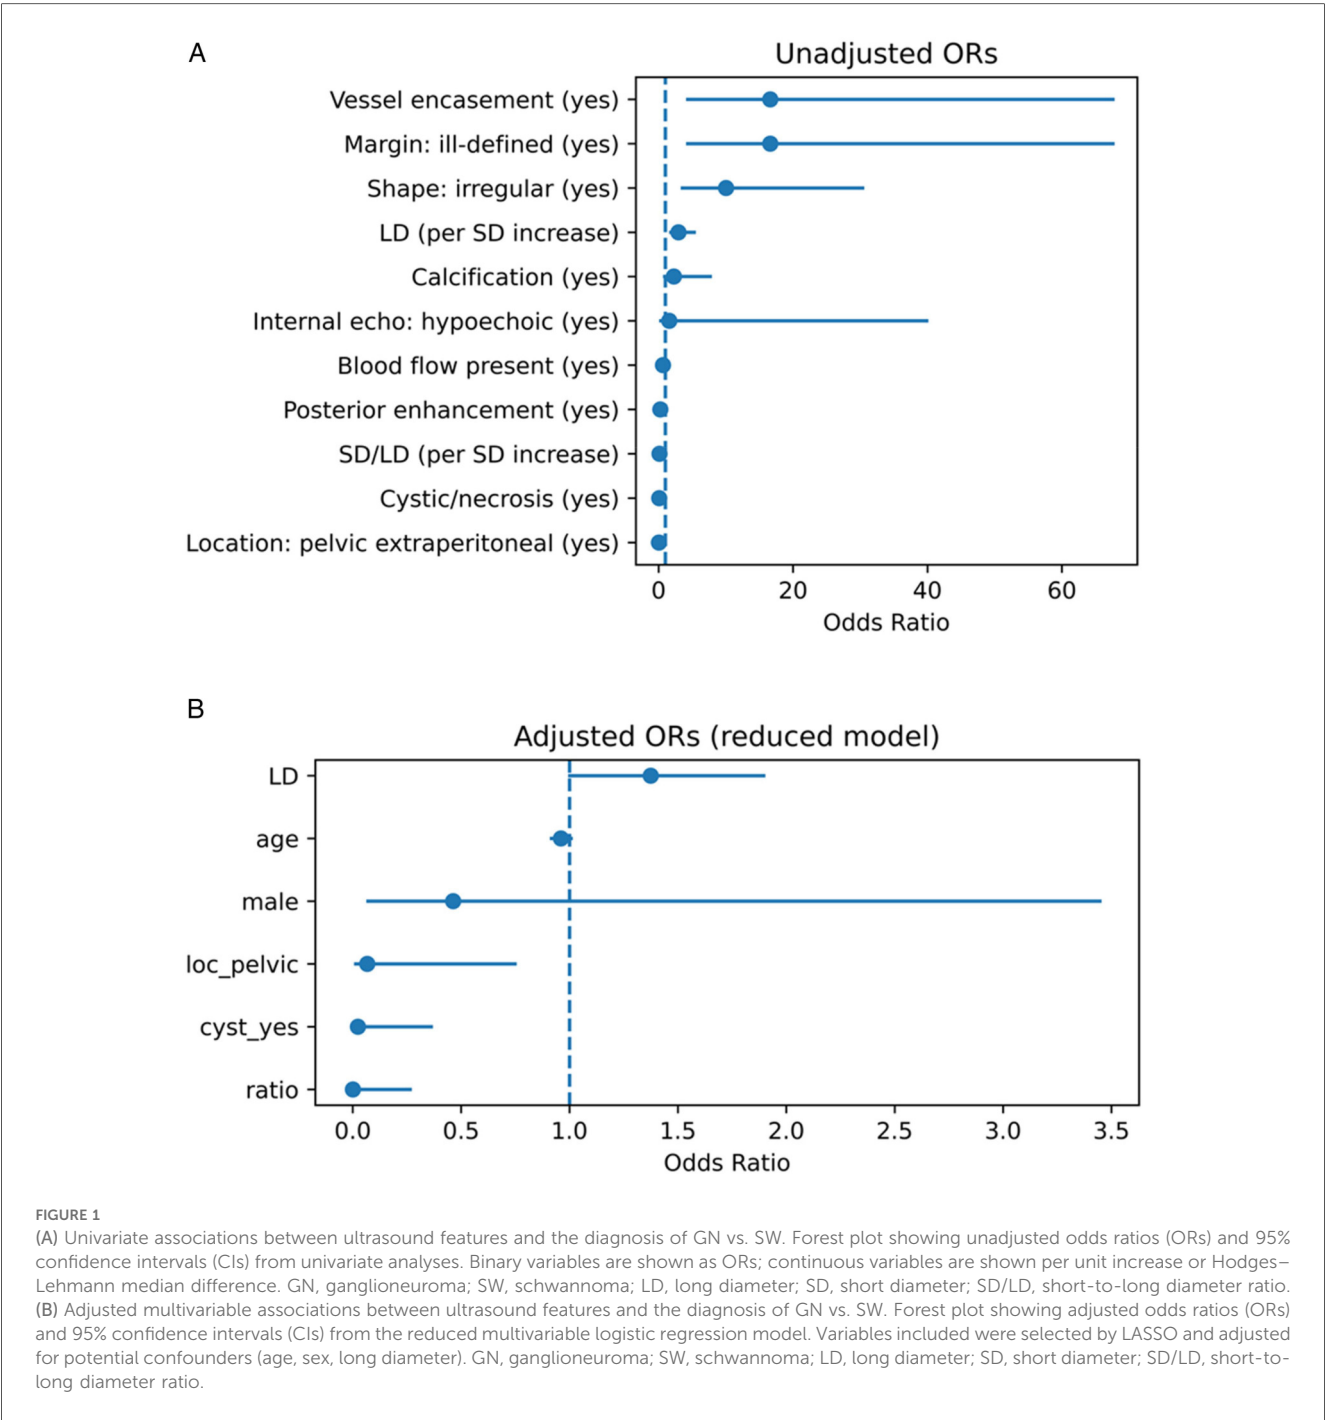 A
Unadjusted ORs
Vessel encasement (yes)
Margin: ill-defined (yes)
Shape: irregular (yes)
LD (per SD increase)
Calcification (yes)
Internal echo: hypoechoic (yes)
Blood flow present (yes)
Posterior enhancement (yes)
SD/LD (per SD increase)
Cystic/necrosis (yes)
Location: pelvic extraperitoneal (yes)
0 20 40 60
Odds Ratio
B
Adjusted ORs (reduced model)
LD
age
male
loc_pelvic
cyst_yes
ratio
0.0 0.5 1.0 1.5 2.0 2.5 3.0 3.5
Odds Ratio
FIGURE 1
(A) Univariate associations between ultrasound features and the diagnosis of GN vs. SW. Forest plot showing unadjusted odds ratios (ORs) and 95%
confidence intervals (CIs) from univariate analyses. Binary variables are shown as ORs; continuous variables are shown per unit increase or Hodges–
Lehmann median difference. GN, ganglioneuroma; SW, schwannoma; LD, long diameter; SD, short diameter; SD/LD, short-to-long diameter ratio.
(B) Adjusted multivariable associations between ultrasound features and the diagnosis of GN vs. SW. Forest plot showing adjusted odds ratios (ORs)
and 95% confidence intervals (CIs) from the reduced multivariable logistic regression model. Variables included were selected by LASSO and adjusted
for potential confounders (age, sex, long diameter). GN, ganglioneuroma; SW, schwannoma; LD, long diameter; SD, short diameter; SD/LD, short-to-
long diameter ratio.